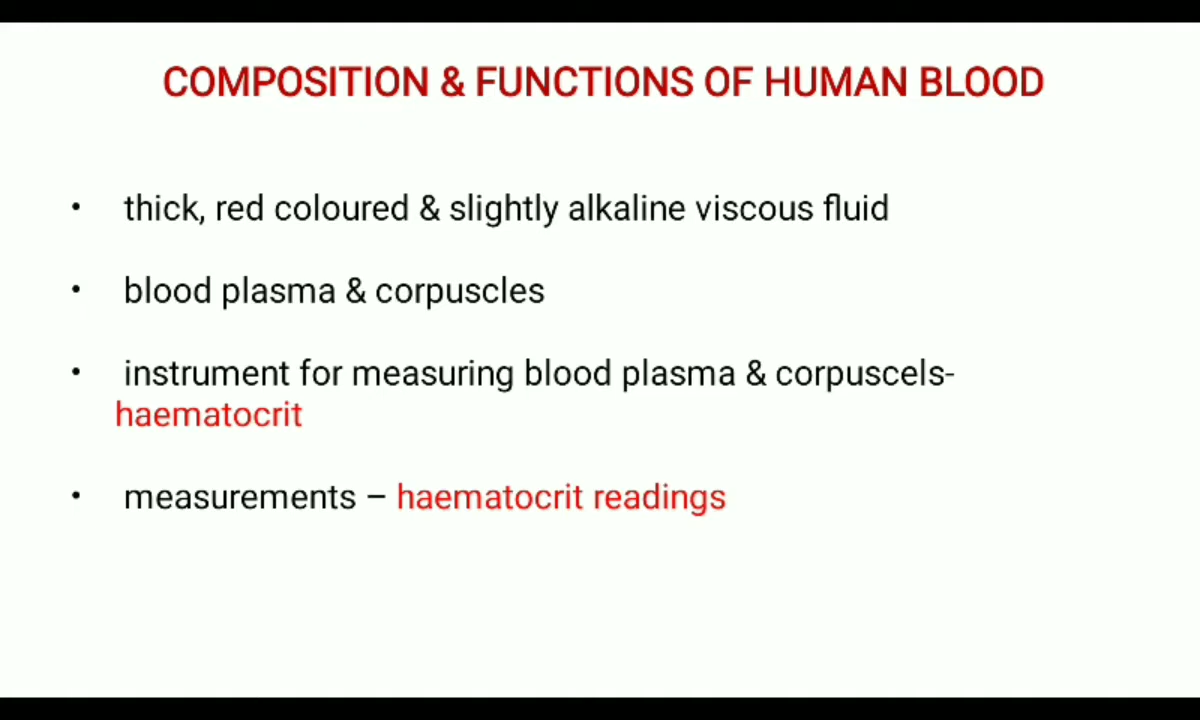 COMPOSITION & FUNCTIONS OF HUMAN BLOOD
• thick, red coloured & slightly alkaline viscous fluid
• blood plasma & corpuscles
• instrument for measuring blood plasma & corpuscels-
haematocrit
• measurements – haematocrit readings